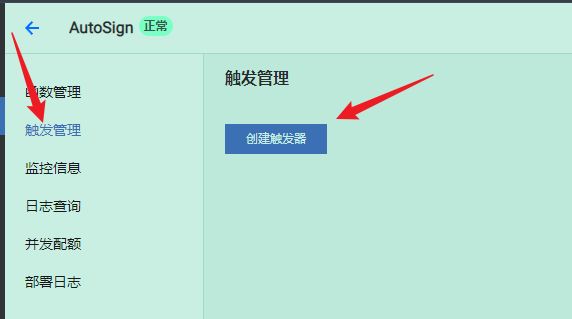 AutoSign 正常
函数管理
触发管理
监控信息
日志查询
并发配额
部署日志
触发管理
创建触发器